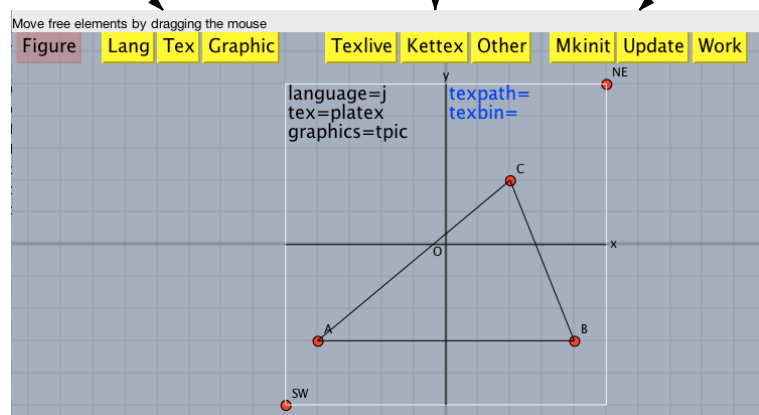 Move free elements by dragging the mouse
Figure Lang Tex Graphic Texlive Kettex Other Mkinit Update Work
y NE
language=j texpath=
tex=platex texbin=
graphics=tpic
C
O x
A B
SW